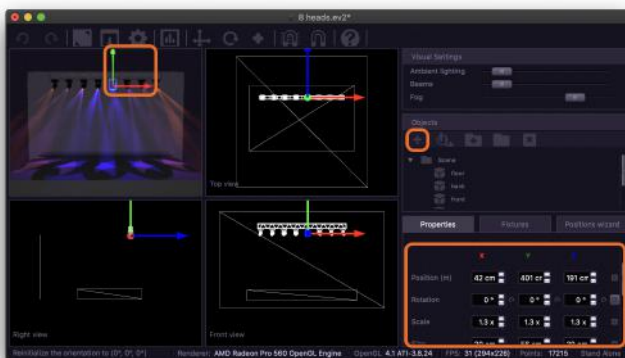 8 heads.ev2*
Visual Settings
Ambient lighting
Beams
Fog
Objects
Scene
floor
front
Top view
Properties Fixtures Positions wizard
X Y
Position (m) 42 cm 401 cm 191 cm
Rotation 0° 0° 0°
Scale 1.3 x 1.3 x 1.3 x
Right view
Front view
Reinitialize the orientation to (0°, 0°, 0°) Renderer: AMD Radeon Pro 560 OpenGL Engine OpenGL 4.1 ATI-3.8.24 FPS: 31 (294x226) Points: 17215 Stand Alone